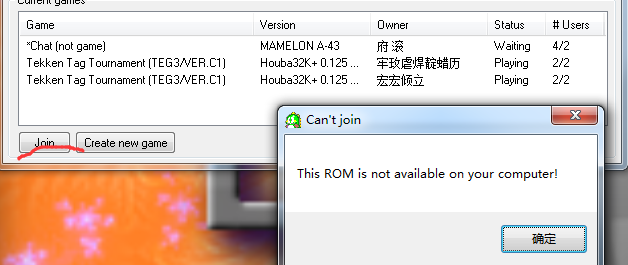 Current games
Game Version Owner Status # Users
*Chat (not game) MAMELON A-43 府 滚 Waiting 4/2
Tekken Tag Tournament (TEG3/VER.C1) Houba32K+ 0.125 ... 牢玫虐焊靛蜡历 Playing 2/2
Tekken Tag Tournament (TEG3/VER.C1) Houba32K+ 0.125 ... 宏宏倾立 Playing 2/2
Join Create new game
Can't join
This ROM is not available on your computer!
确定